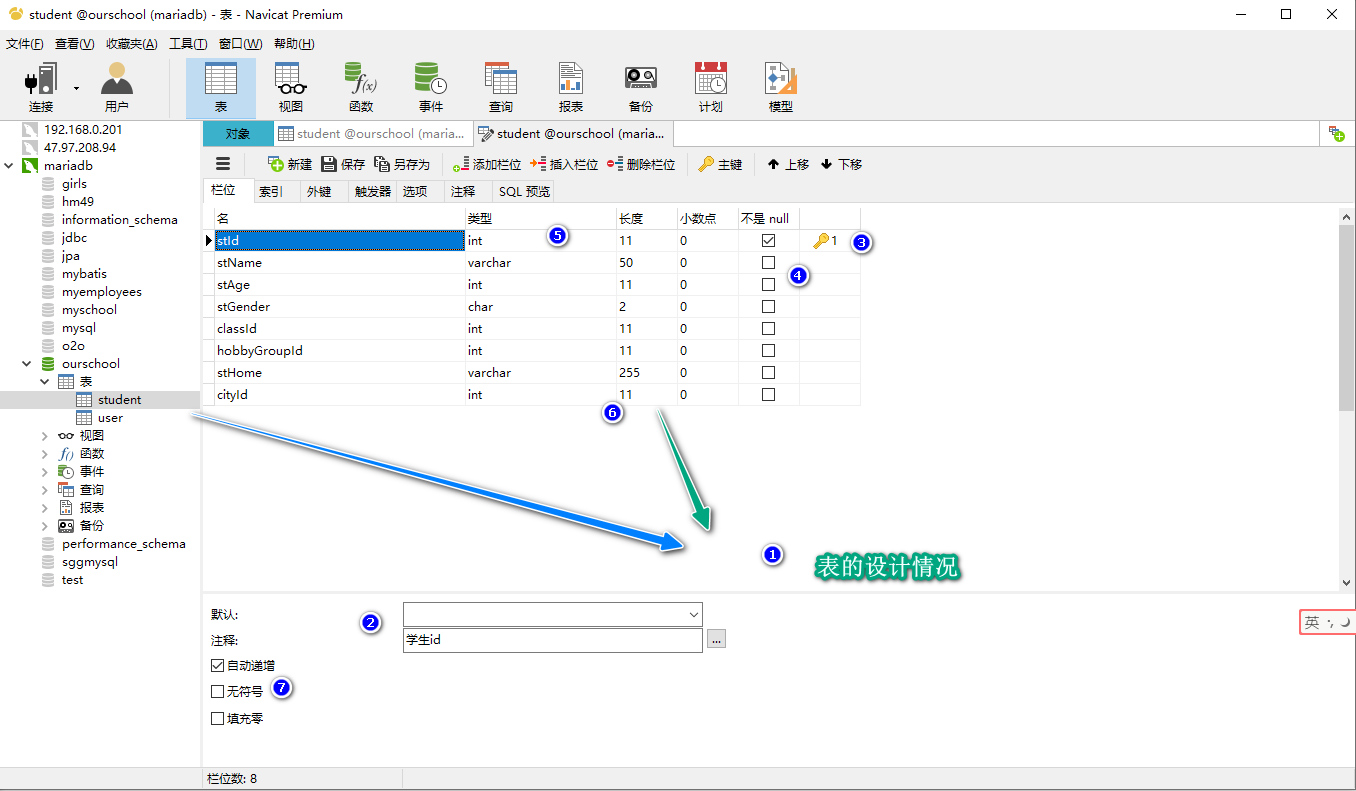 student @ourschool (mariadb) - 表 - Navicat Premium
文件(F) 查看(V) 收藏夹(A) 工具(T) 窗口(W) 帮助(H)
连接 用户 表 视图 函数 事件 查询 报表 备份 计划 模型
192.168.0.201
47.97.208.94
mariadb
girls
hm49
information_schema
jdbc
jpa
mybatis
myemployees
myschool
mysql
o2o
ourschool
表
student
user
视图
函数
事件
查询
报表
备份
performance_schema
sggmysql
test
对象 student @ourschool (maria... student @ourschool (maria...
新建 保存 另存为 添加栏位 插入栏位 删除栏位 主键 上移 下移
栏位 索引 外键 触发器 选项 注释 SQL 预览
名 类型 长度 小数点 不是 null
stId int 5 11 0 1 3
stName varchar 50 0
4
stAge int 11 0
stGender char 2 0
classId int 11 0
hobbyGroupId int 11 0
stHome varchar 255 0
cityId int 11 0
6
1 表的设计情况
默认: 2
注释: 学生id ...
自动递增
无符号 7
填充零
英 ·,
栏位数: 8